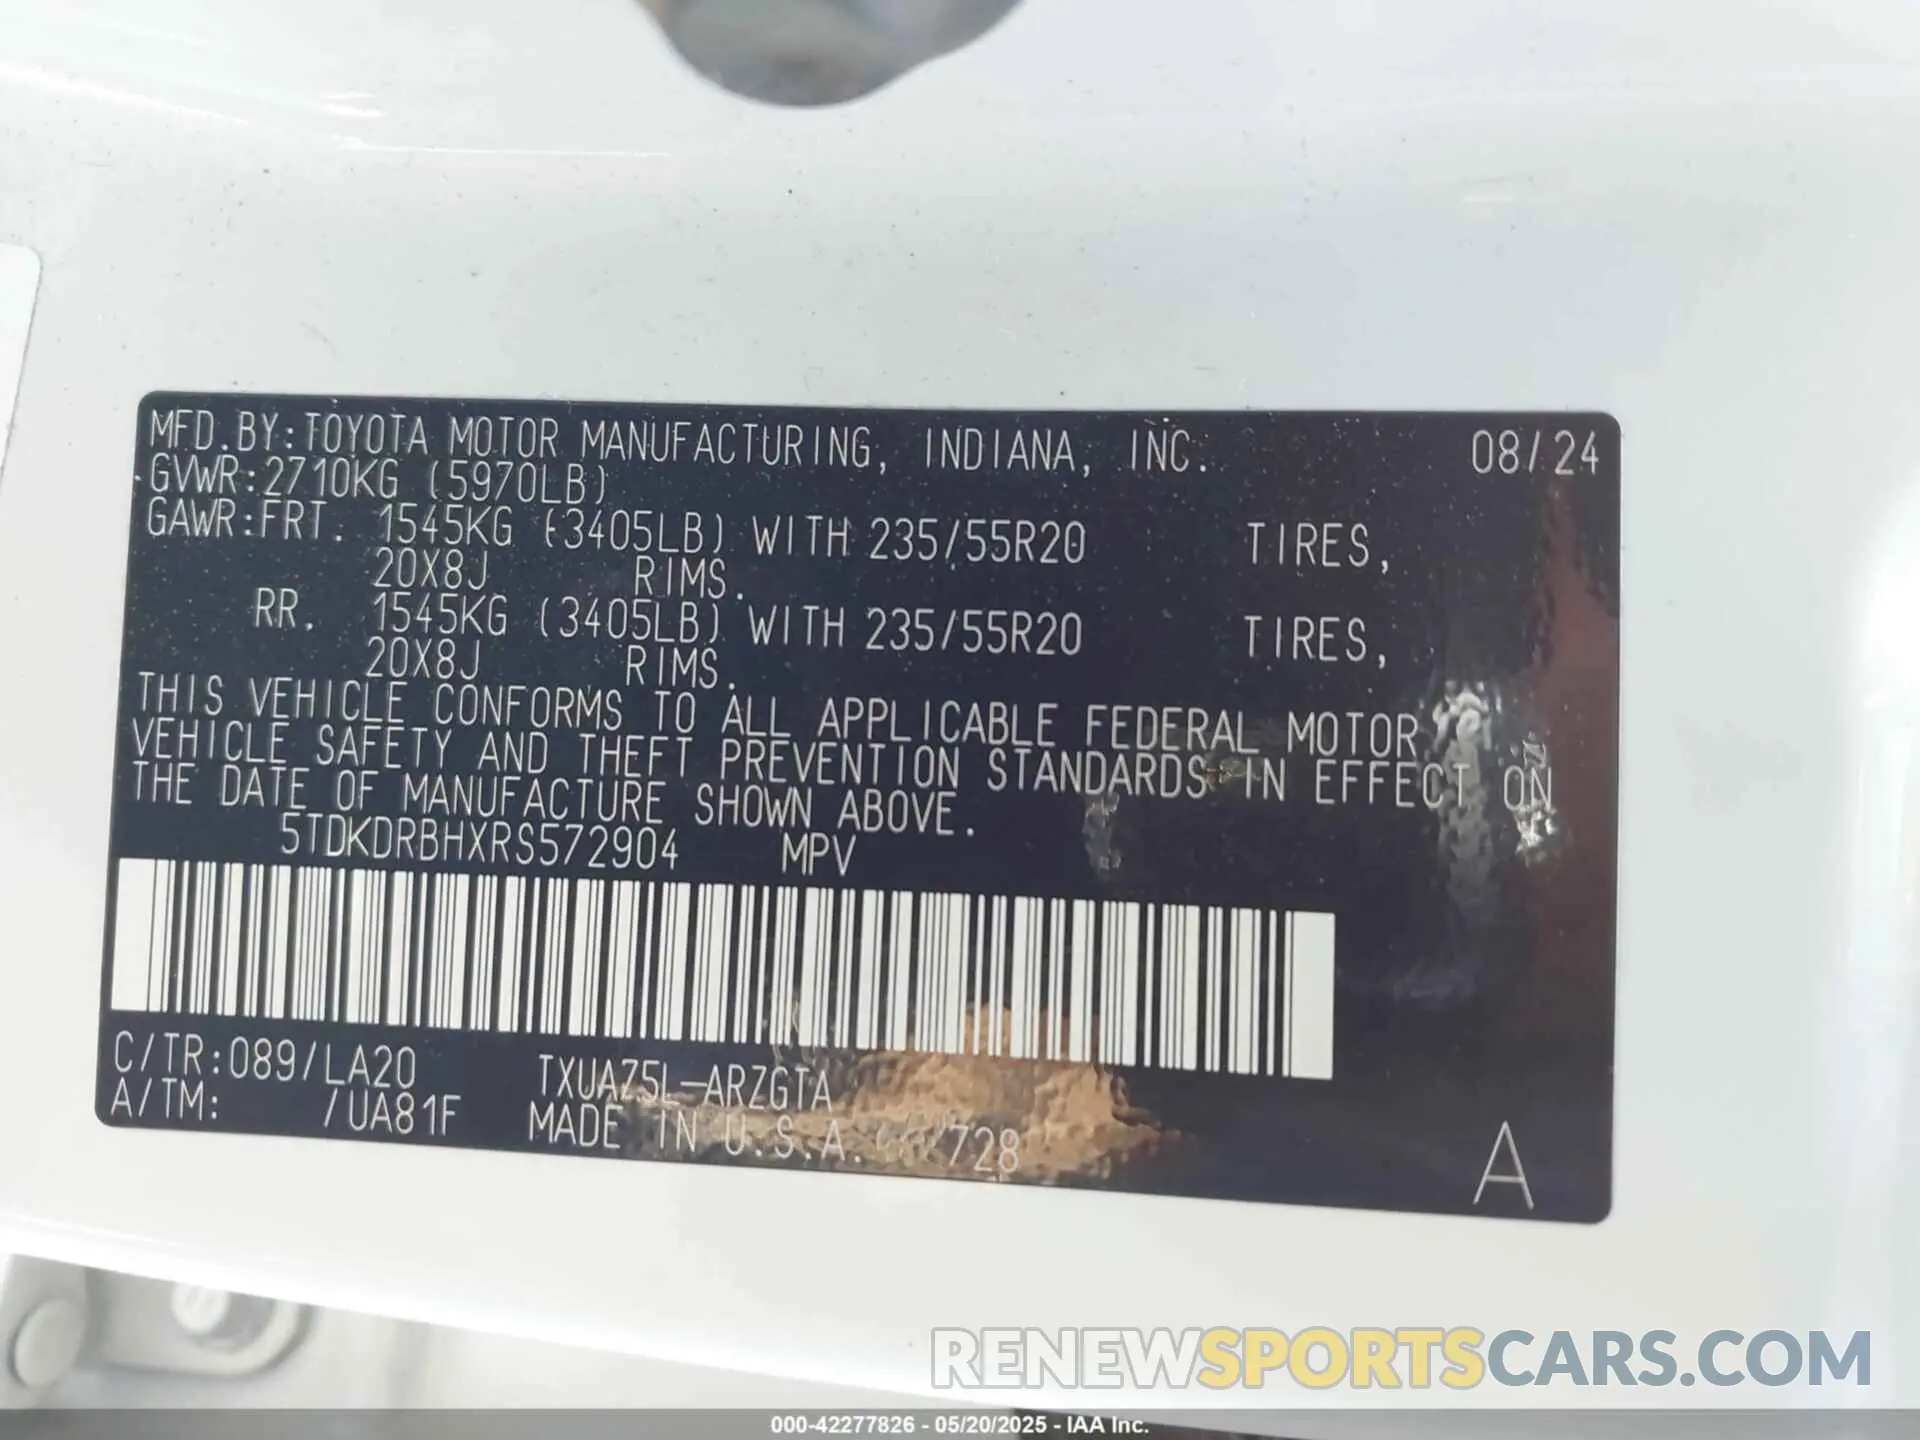 MFD.BY:TOYOTA MOTOR MANUFACTURING, INDIANA, INC. 08/24
GVWR:2710KG (5970LB)
GAWR:FRT. 1545KG (3405LB) WITH 235/55R20 TIRES,
20X8J RIMS.
RR. 1545KG (3405LB) WITH 235/55R20 TIRES,
20X8J RIMS.
THIS VEHICLE CONFORMS TO ALL APPLICABLE FEDERAL MOTOR
VEHICLE SAFETY AND THEFT PREVENTION STANDARDS IN EFFECT ON
THE DATE OF MANUFACTURE SHOWN ABOVE.
5TDKDRBHXRS572904 MPV
C/TR:089/LA20 TXUAZ5L-ARZGTA
A/TM: /UA81F MADE IN U.S.A.
A
RENEWSPORTSCARS.COM
000-42277826 - 05/20/2025 - IAA Inc.